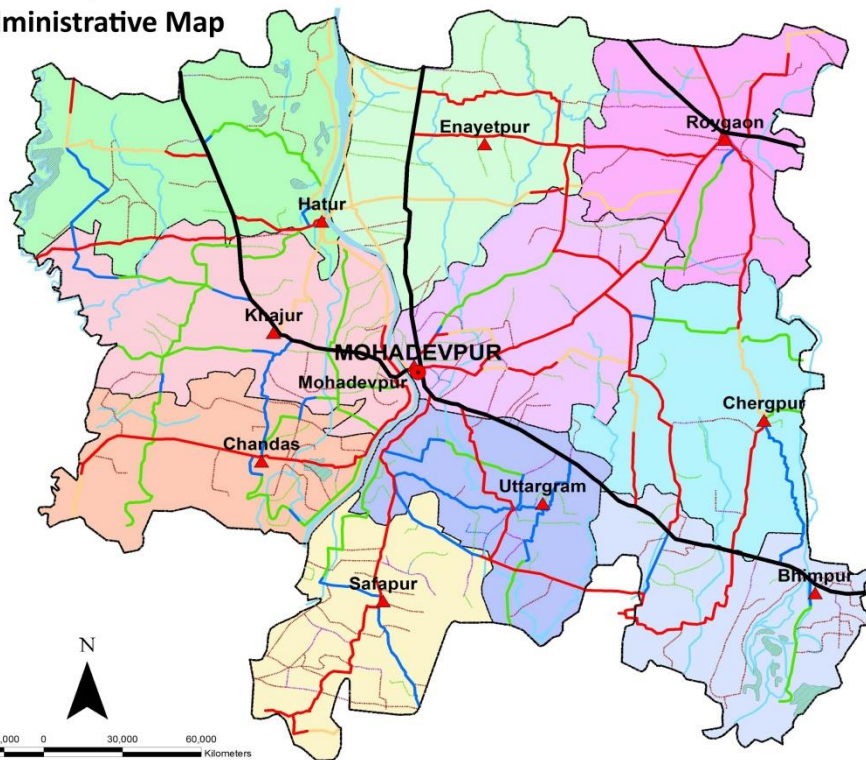 ministrative Map
Enayetpur
Roygaon
Hatur
Khajur
MOHADEVPUR
Mohadevpur
Chergpur
Chandas
Uttargram
Bhimpur
Safapur
N
,000 0 30,000 60,000
Kilometers